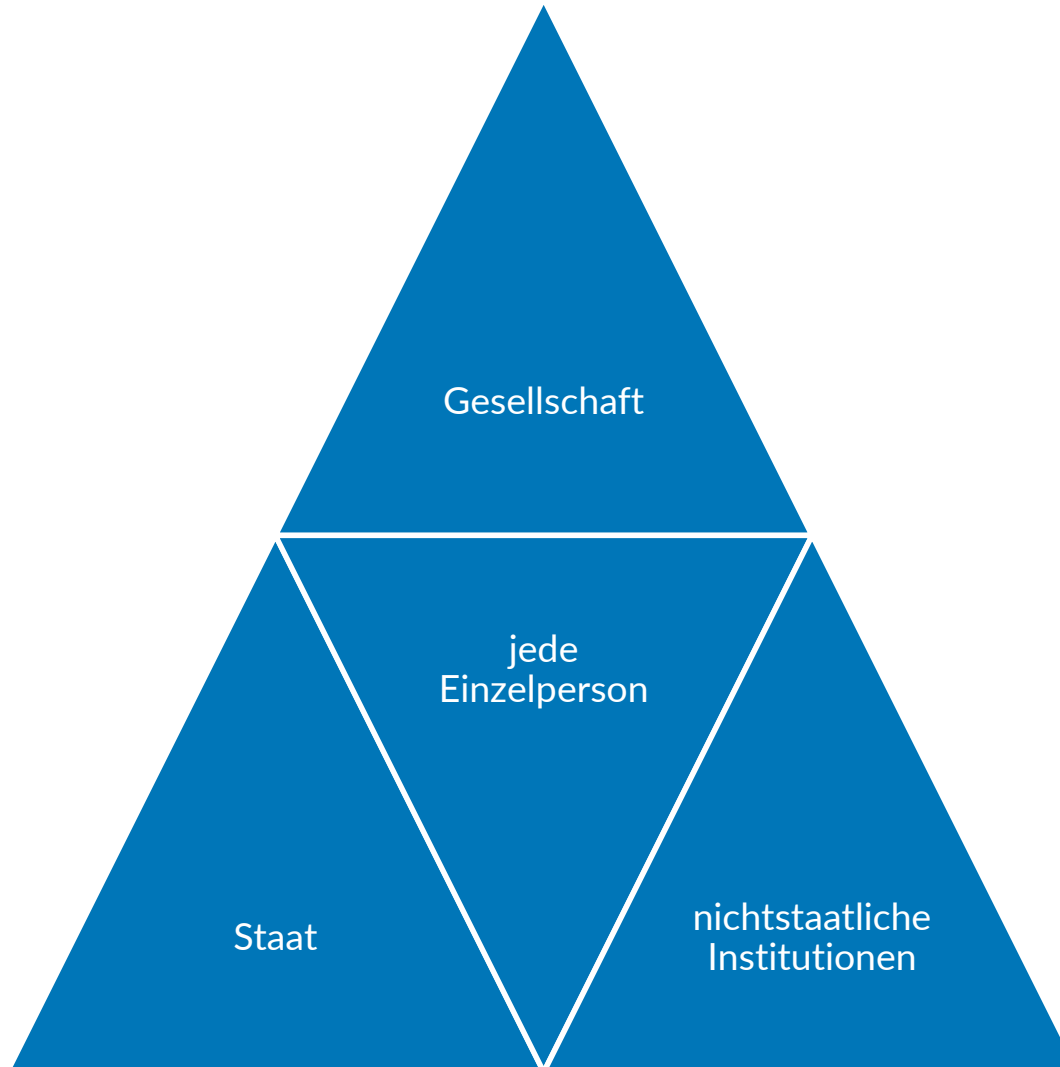 Gesellschaft
jede
Einzelperson
Staat
nichtstaatliche
Institutionen